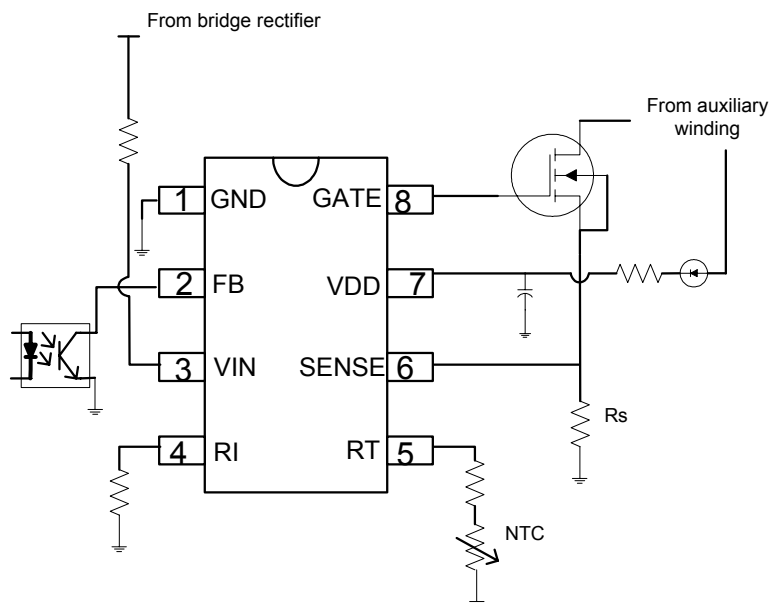 From bridge rectifier
From auxiliary
winding
1 GND GATE 8
2 FB VDD 7
3 VIN SENSE 6
4 RI RT 5
Rs
NTC